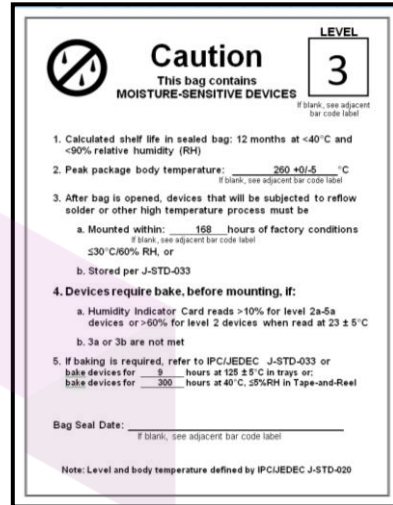 LEVEL
3
Caution
This bag contains
MOISTURE-SENSITIVE DEVICES
If blank, see adjacent
bar code label
1. Calculated shelf life in sealed bag: 12 months at <40°C and
<90% relative humidity (RH)
2. Peak package body temperature: 260 +0/-5 °C
If blank, see adjacent bar code label
3. After bag is opened, devices that will be subjected to reflow
solder or other high temperature process must be
a. Mounted within: 168 hours of factory conditions
If blank, see adjacent bar code label
≤30°C/60% RH, or
b. Stored per J-STD-033
4. Devices require bake, before mounting, if:
a. Humidity Indicator Card reads >10% for level 2a-5a
devices or >60% for level 2 devices when read at 23 ± 5°C
b. 3a or 3b are not met
5. If baking is required, refer to IPC/JEDEC J-STD-033 or
bake devices for 9 hours at 125 ± 5°C in trays or;
bake devices for 300 hours at 40°C, ≤5%RH in Tape-and-Reel
Bag Seal Date:
If blank, see adjacent bar code label
Note: Level and body temperature defined by IPC/JEDEC J-STD-020